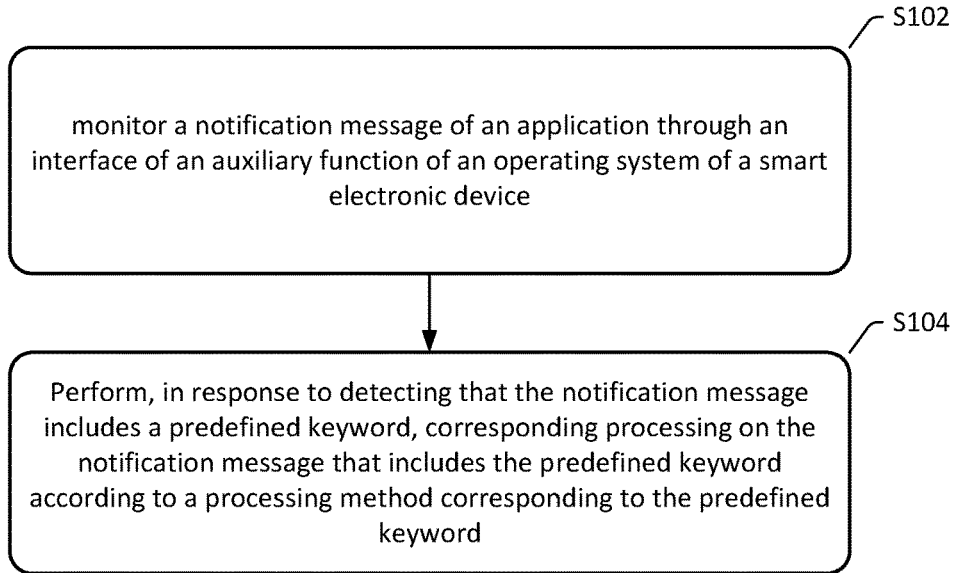 S102
monitor a notification message of an application through an
interface of an auxiliary function of an operating system of a smart
electronic device
S104
Perform, in response to detecting that the notification message
includes a predefined keyword, corresponding processing on the
notification message that includes the predefined keyword
according to a processing method corresponding to the predefined
keyword